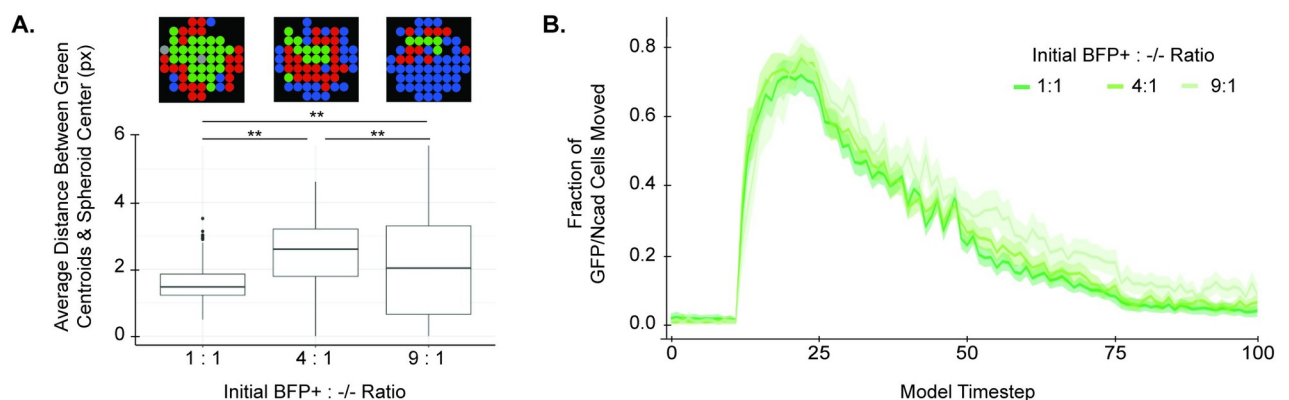 A.
Average Distance Between Green
Centroids & Spheroid Center (px)
**
** **
6
4
2
0
1 : 1 4 : 1 9 : 1
Initial BFP+ : -/- Ratio
B.
Fraction of
GFP/Ncad Cells Moved
0.8
0.6
0.4
0.2
0.0
Initial BFP+ : -/- Ratio
1:1 4:1 9:1
0 25 50 75 100
Model Timestep